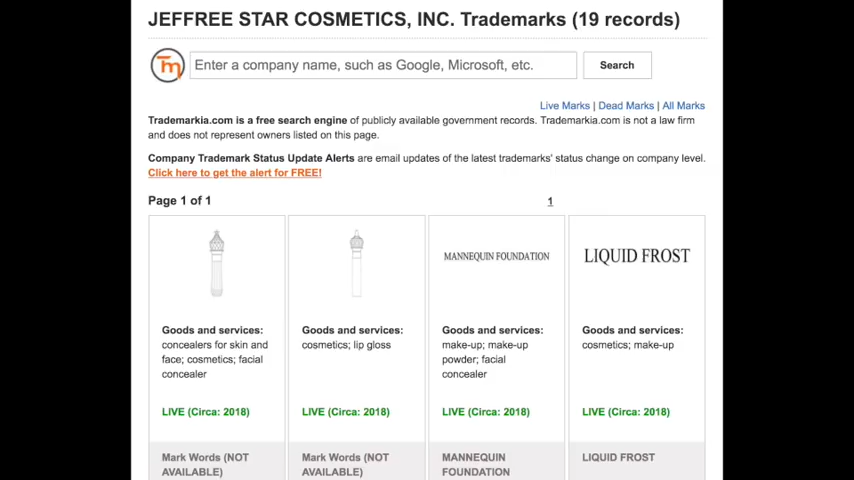 JEFFREE STAR COSMETICS, INC. Trademarks (19 records)
Tm
Enter a company name, such as Google, Microsoft, etc.
Search
Live Marks | Dead Marks | All Marks
Trademarkia.com is a free search engine of publicly available government records. Trademarkia.com is not a law firm
and does not represent owners listed on this page.
Company Trademark Status Update Alerts are email updates of the latest trademarks' status change on company level.
Click here to get the alert for FREE!
Page 1 of 1
1
Goods and services:
concealers for skin and
face; cosmetics; facial
concealer
LIVE (Circa: 2018)
Mark Words (NOT
AVAILABLE)
Goods and services:
cosmetics; lip gloss
LIVE (Circa: 2018)
Mark Words (NOT
AVAILABLE)
MANNEQUIN FOUNDATION
Goods and services:
make-up; make-up
powder; facial
concealer
LIVE (Circa: 2018)
MANNEQUIN
FOUNDATION
LIQUID FROST
Goods and services:
cosmetics; make-up
LIVE (Circa: 2018)
LIQUID FROST